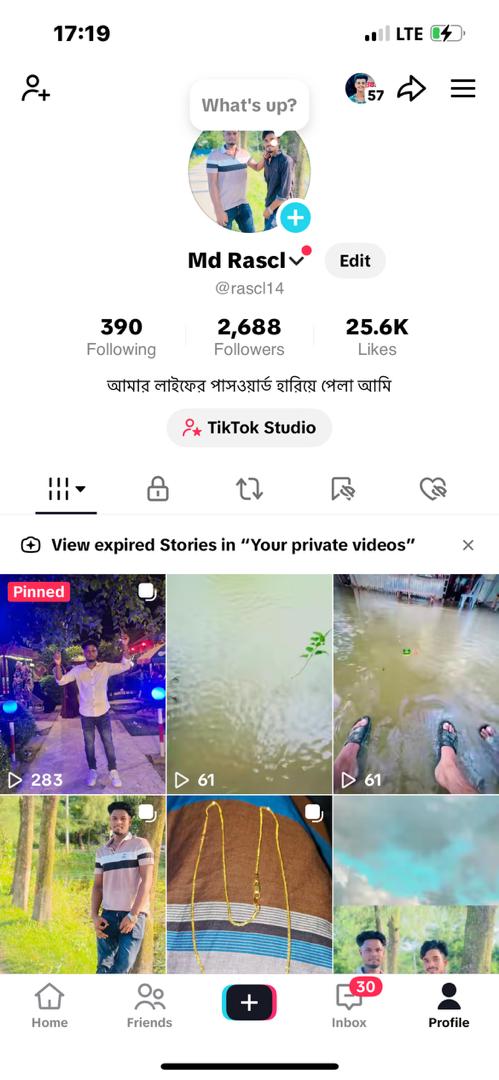 17:19
LTE
What's up?
57
Md Rascl
Edit
@rascl14
390
Following
2,688
Followers
25.6K
Likes
আমার লাইফের পাসওয়ার্ড হারিয়ে পেলা আমি
TikTok Studio
View expired Stories in “Your private videos”
Pinned
283
61
61
Home
Friends
30
Inbox
Profile